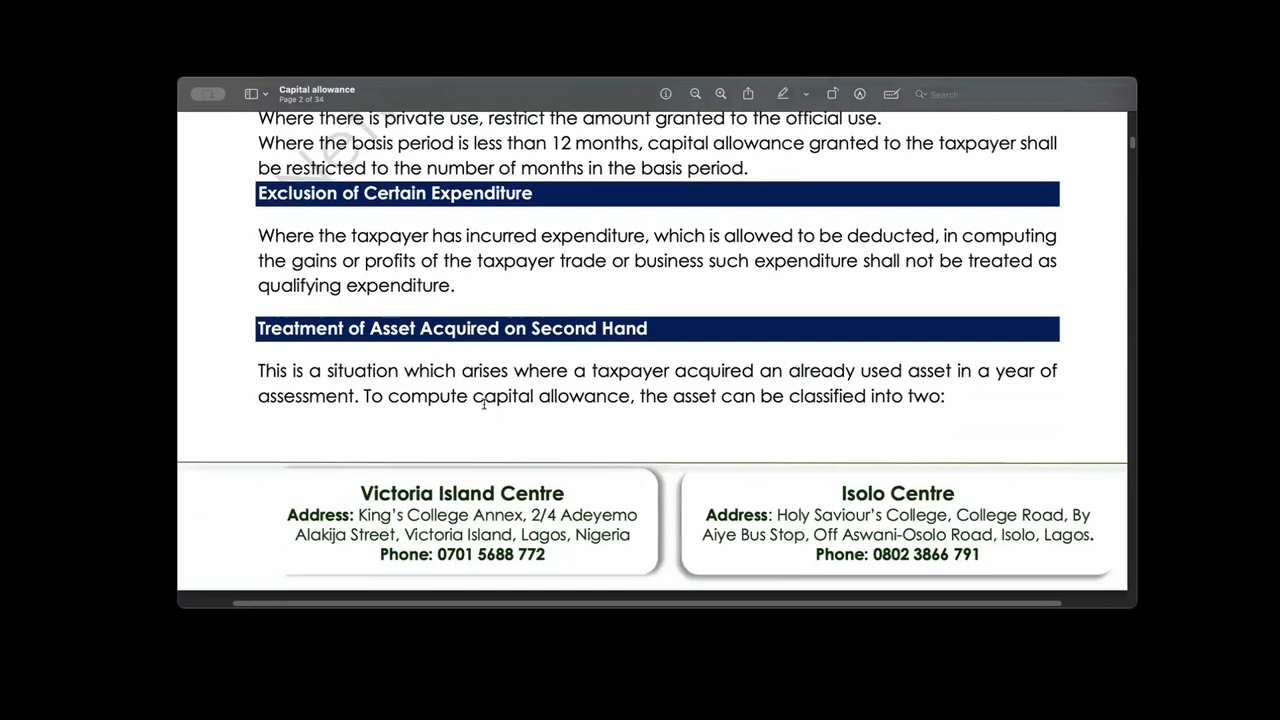 Capital allowance
Page 2 of 34
Search
Where there is private use, restrict the amount granted to the official use.
Where the basis period is less than 12 months, capital allowance granted to the taxpayer shall
be restricted to the number of months in the basis period.
Exclusion of Certain Expenditure
Where the taxpayer has incurred expenditure, which is allowed to be deducted, in computing
the gains or profits of the taxpayer trade or business such expenditure shall not be treated as
qualifying expenditure.
Treatment of Asset Acquired on Second Hand
This is a situation which arises where a taxpayer acquired an already used asset in a year of
assessment. To compute capital allowance, the asset can be classified into two:
Victoria Island Centre
Address: King's College Annex, 2/4 Adeyemo
Alakija Street, Victoria Island, Lagos, Nigeria
Phone: 0701 5688 772
Isolo Centre
Address: Holy Saviour's College, College Road, By
Aiye Bus Stop, Off Aswani-Osolo Road, Isolo, Lagos.
Phone: 0802 3866 791